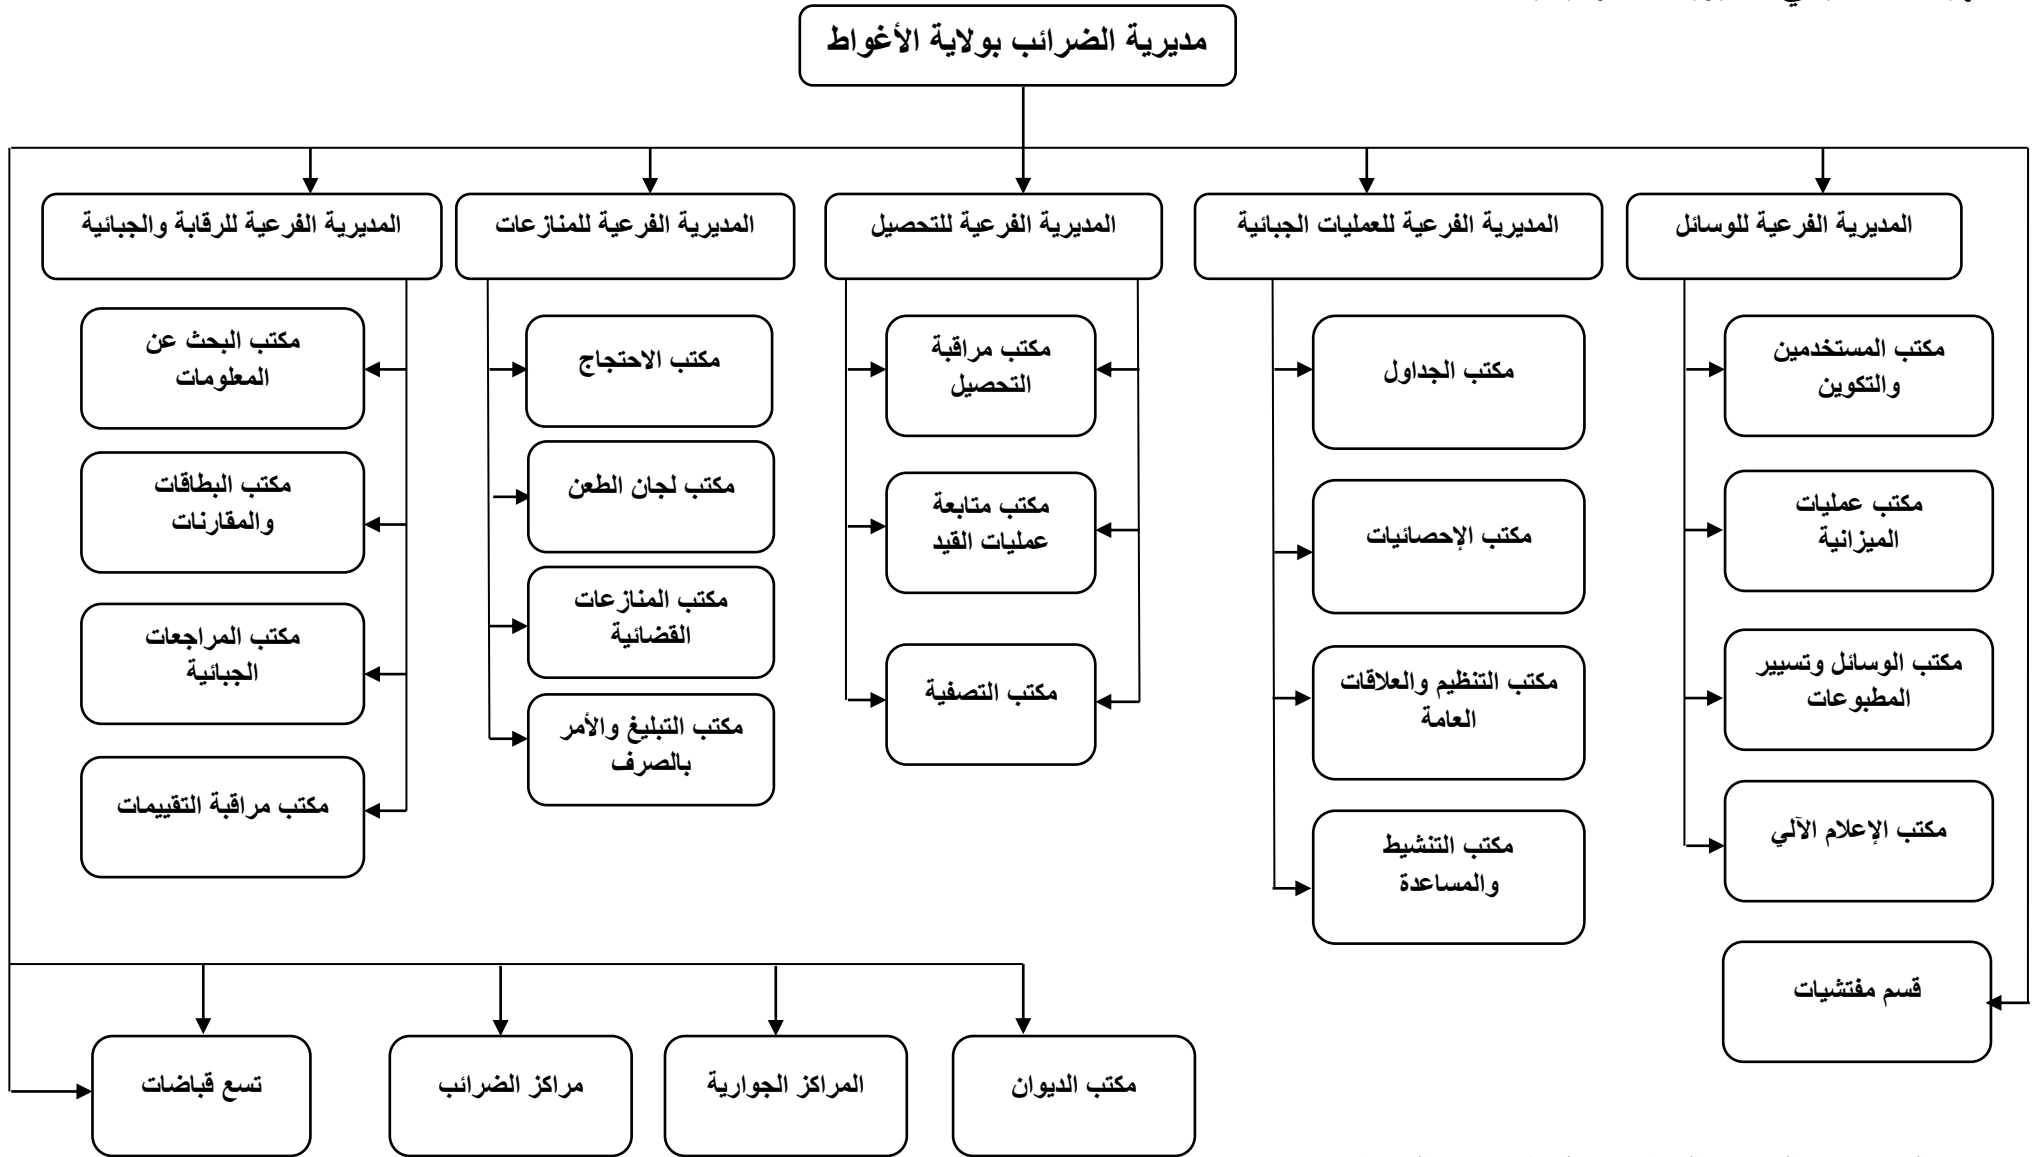 مديرية الضرائب بولاية الأغواط
المديرية الفرعية للوسائل
المديرية الفرعية للعمليات الجبائية
المديرية الفرعية للتحصيل
المديرية الفرعية للمنازعات
المديرية الفرعية للرقابة والجبائية
مكتب المستخدمين
والتكوين
مكتب عمليات
الميزانية
مكتب الوسائل وتسيير
المطبوعات
مكتب الإعلام الآلي
قسم مفتشيات
مكتب الجداول
مكتب الإحصائيات
مكتب التنظيم والعلاقات
العامة
مكتب التنشيط
والمساعدة
مكتب مراقبة
التحصيل
مكتب متابعة
عمليات القيد
مكتب التصفية
مكتب الاحتجاج
مكتب لجان الطعن
مكتب المنازعات
القضائية
مكتب التبليغ والأمر
بالصرف
مكتب البحث عن
المعلومات
مكتب البطاقات
والمقارنات
مكتب المراجعات
الجبائية
مكتب مراقبة التقييمات
مكتب الديوان
المراكز الجوارية
مراكز الضرائب
تسع قباضات